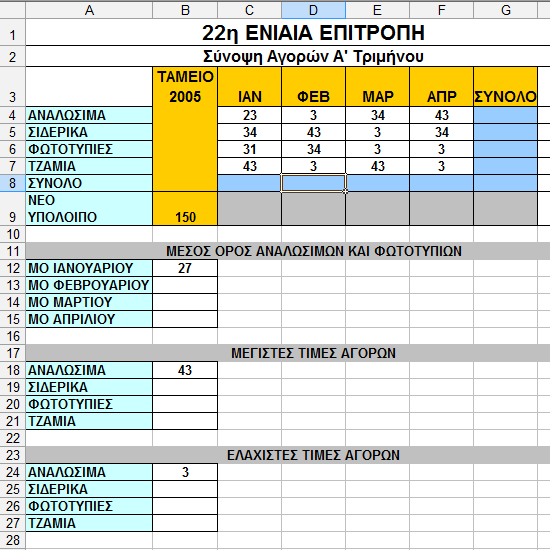 A B C D E F G
1 22η ΕΝΙΑΙΑ ΕΠΙΤΡΟΠΗ
2 Σύνοψη Αγορών Α' Τριμήνου
ΤΑΜΕΙΟ
3 2005 ΙΑΝ ΦΕΒ ΜΑΡ ΑΠΡ ΣΥΝΟΛΟ
4 ΑΝΑΛΩΣΙΜΑ 23 3 34 43
5 ΣΙΔΕΡΙΚΑ 34 43 3 34
6 ΦΩΤΟΤΥΠΙΕΣ 31 34 3 3
7 ΤΖΑΜΙΑ 43 3 43 3
8 ΣΥΝΟΛΟ
ΝΕΟ
9 ΥΠΟΛΟΙΠΟ 150
10
11 ΜΕΣΟΣ ΟΡΟΣ ΑΝΑΛΩΣΙΜΩΝ ΚΑΙ ΦΩΤΟΤΥΠΙΩΝ
12 ΜΟ ΙΑΝΟΥΑΡΙΟΥ 27
13 ΜΟ ΦΕΒΡΟΥΑΡΙΟΥ
14 ΜΟ ΜΑΡΤΙΟΥ
15 ΜΟ ΑΠΡΙΛΙΟΥ
16
17 ΜΕΓΙΣΤΕΣ ΤΙΜΕΣ ΑΓΟΡΩΝ
18 ΑΝΑΛΩΣΙΜΑ 43
19 ΣΙΔΕΡΙΚΑ
20 ΦΩΤΟΤΥΠΙΕΣ
21 ΤΖΑΜΙΑ
22
23 ΕΛΑΧΙΣΤΕΣ ΤΙΜΕΣ ΑΓΟΡΩΝ
24 ΑΝΑΛΩΣΙΜΑ 3
25 ΣΙΔΕΡΙΚΑ
26 ΦΩΤΟΤΥΠΙΕΣ
27 ΤΖΑΜΙΑ
28